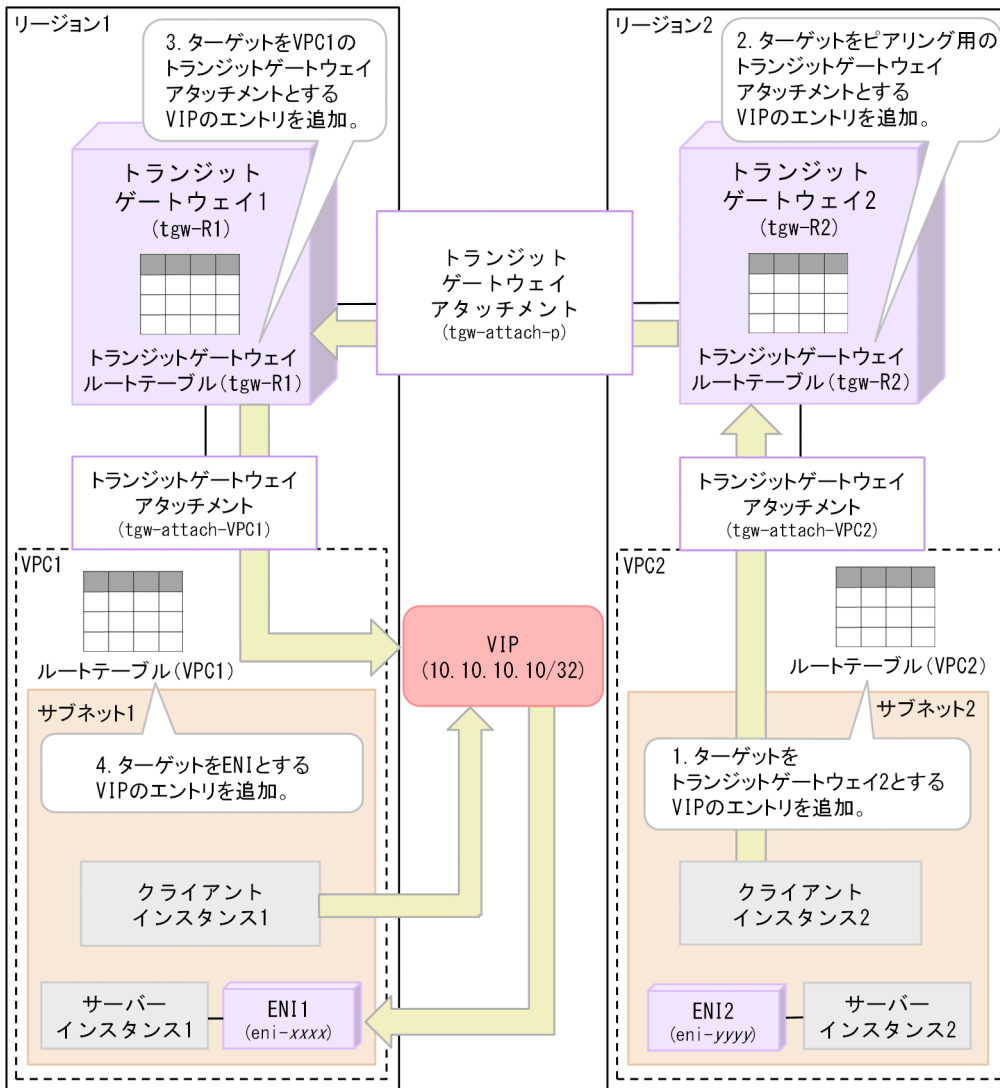 リージョン1
3.ターゲットをVPC1の
トランジットゲートウェイ
アタッチメントとする
VIPのエントリを追加。
トランジット
ゲートウェイ1
(tgw-R1)
トランジットゲートウェイ
ルートテーブル(tgw-R1)
トランジット
ゲートウェイ
アタッチメント
(tgw-attach-p)
リージョン2
2.ターゲットをピアリング用の
トランジットゲートウェイ
アタッチメントとする
VIPのエントリを追加。
トランジット
ゲートウェイ2
(tgw-R2)
トランジットゲートウェイ
ルートテーブル(tgw-R2)
トランジットゲートウェイ
アタッチメント
(tgw-attach-VPC1)
トランジットゲートウェイ
アタッチメント
(tgw-attach-VPC2)
VPC1
ルートテーブル(VPC1)
サブネット1
4.ターゲットをENIとする
VIPのエントリを追加。
クライアント
インスタンス1
サーバー
インスタンス1
ENI1
(eni-xxxx)
VIP
(10.10.10.10/32)
VPC2
ルートテーブル(VPC2)
サブネット2
1.ターゲットを
トランジットゲートウェイ2とする
VIPのエントリを追加。
クライアント
インスタンス2
ENI2
(eni-yyyy)
サーバー
インスタンス2